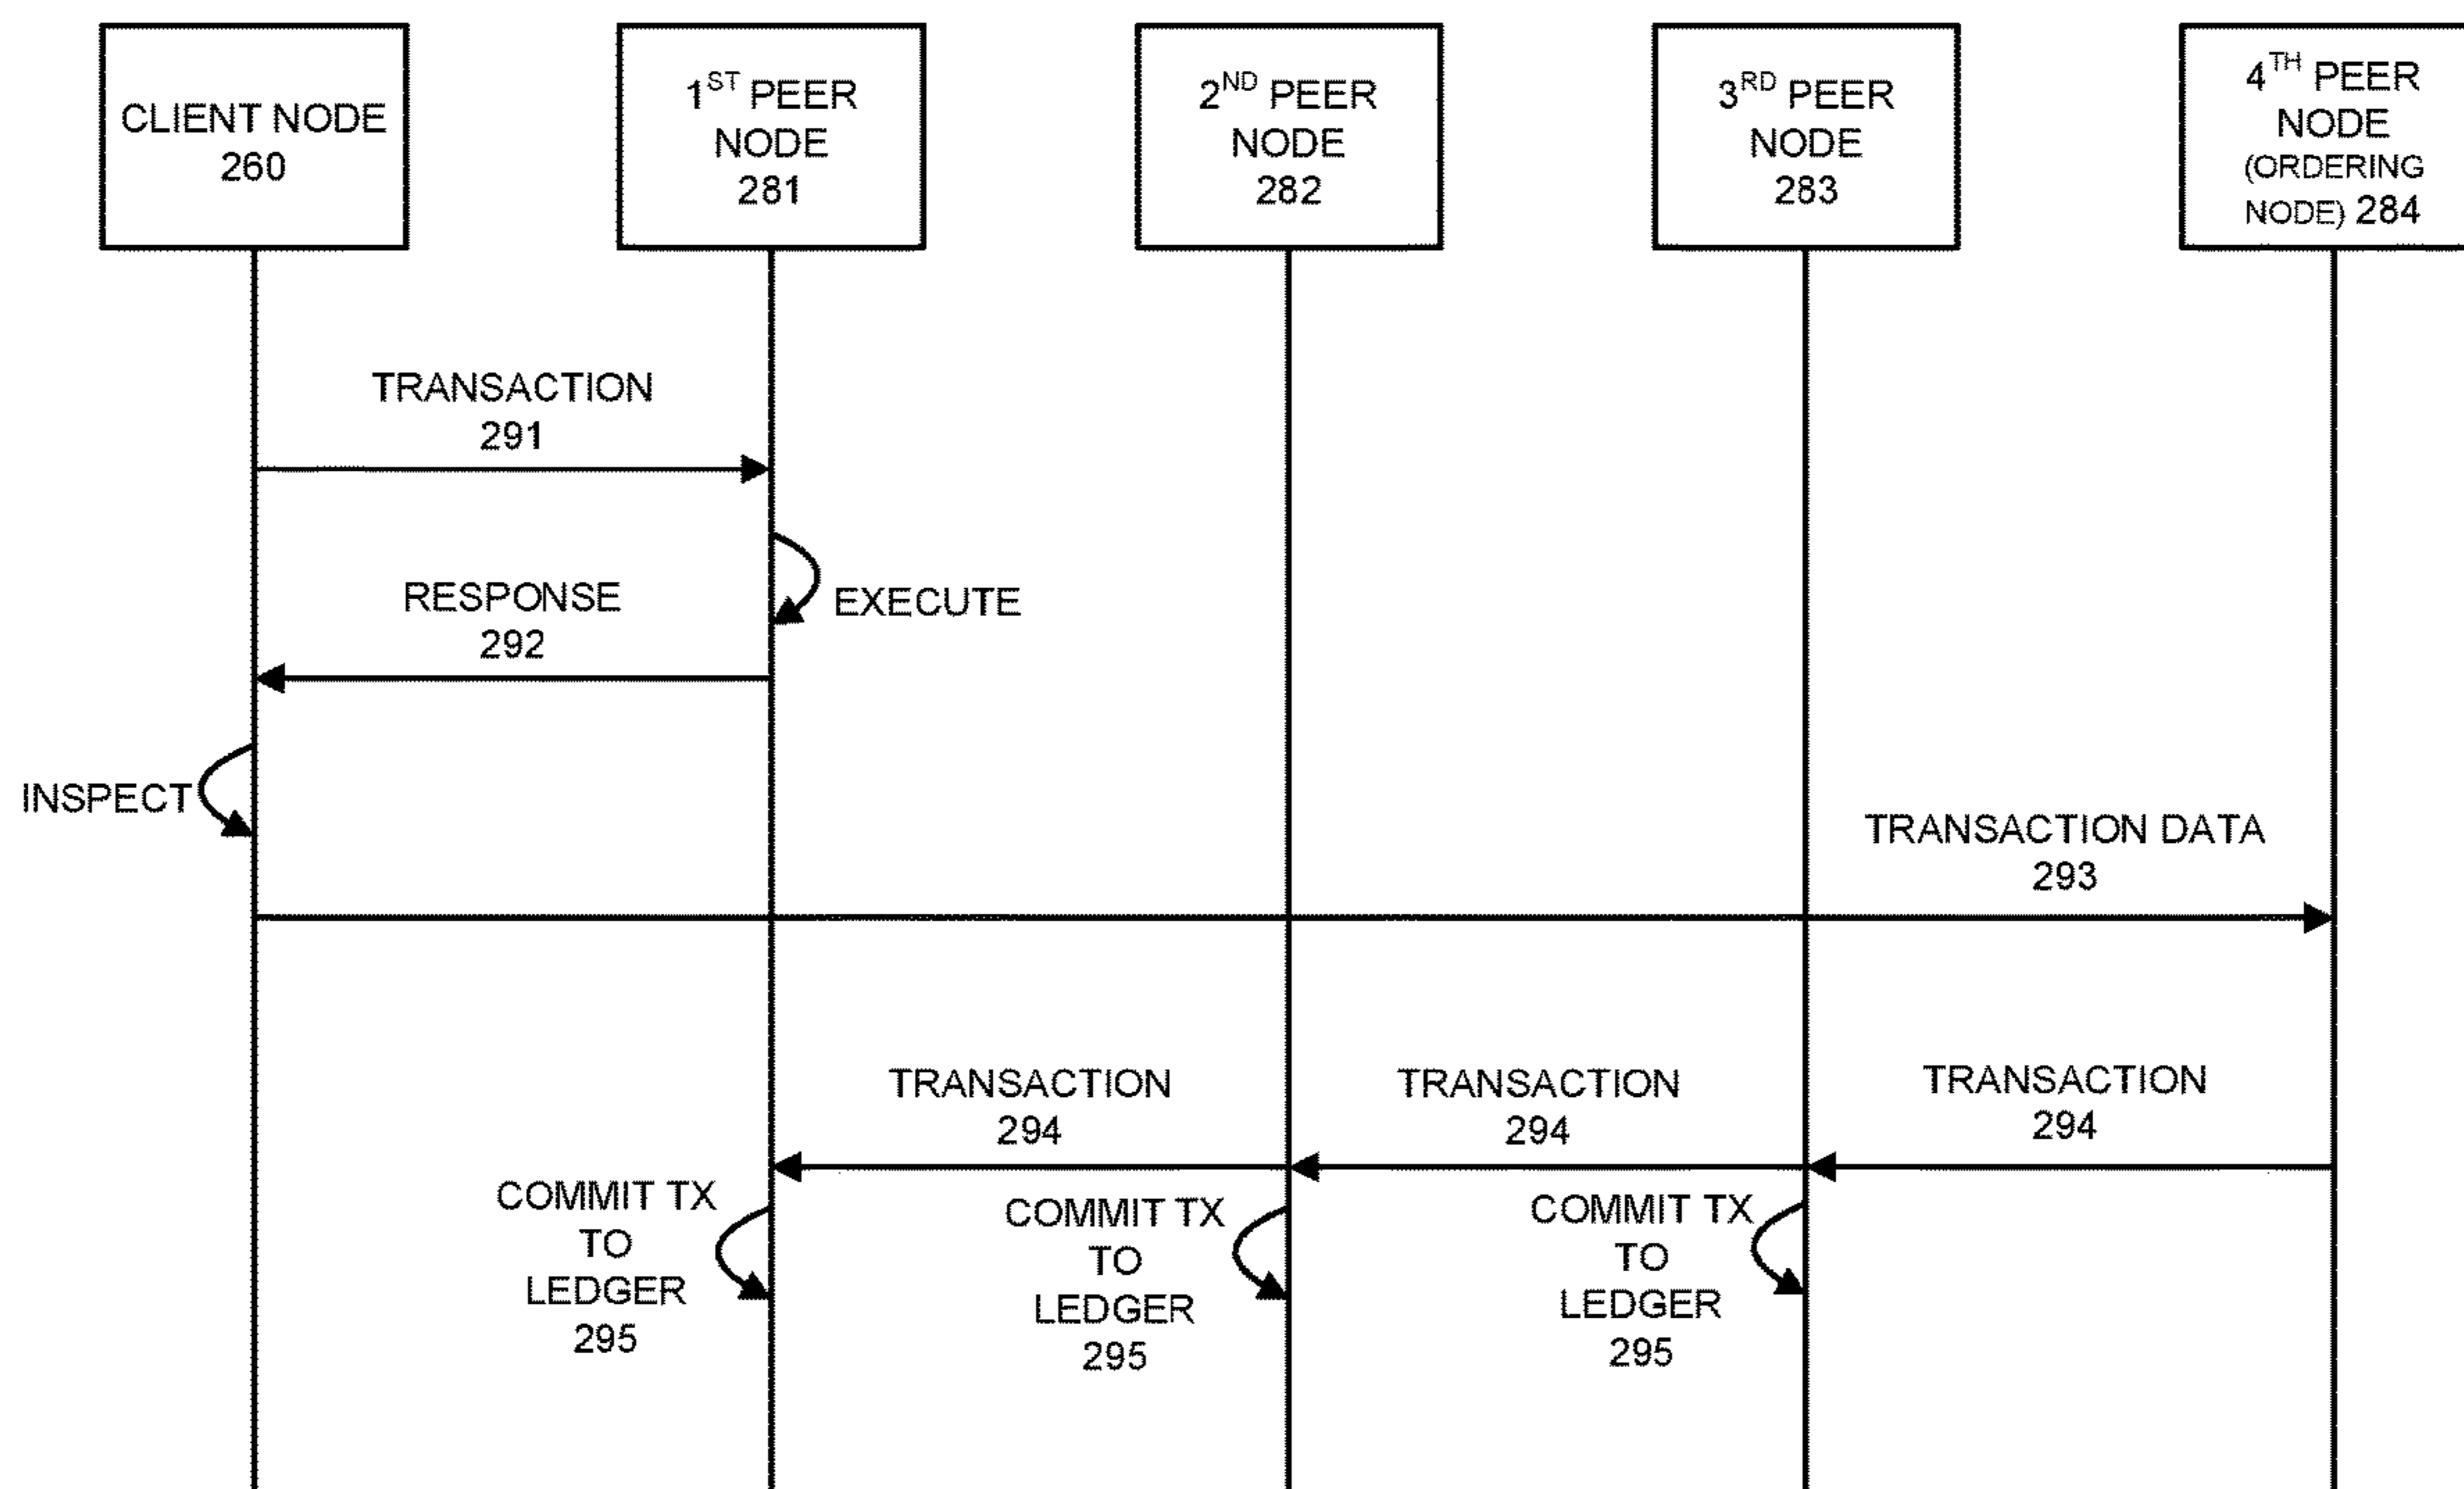 CLIENT NODE
260
1ST PEER
NODE
281
2ND PEER
NODE
282
3RD PEER
NODE
283
4TH PEER
NODE
(ORDERING
NODE) 284
TRANSACTION
291
EXECUTE
RESPONSE
292
INSPECT
TRANSACTION DATA
293
TRANSACTION
294
TRANSACTION
294
TRANSACTION
294
COMMIT TX
TO
LEDGER
295
COMMIT TX
TO
LEDGER
295
COMMIT TX
TO
LEDGER
295